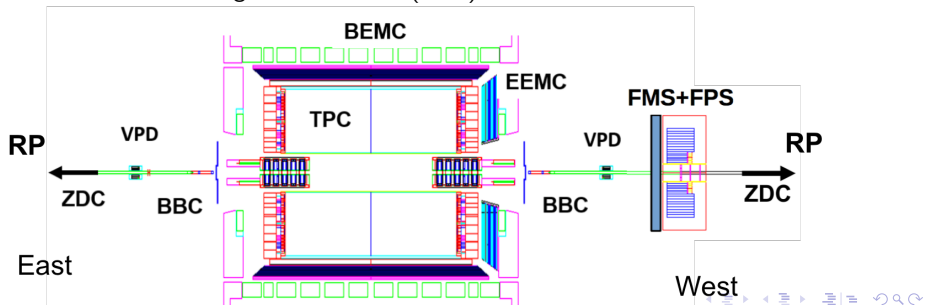 BEMC
EEMC
FMS+FPS
TPC
VPD
VPD
RP
RP
ZDC
ZDC
BBC
BBC
East
West